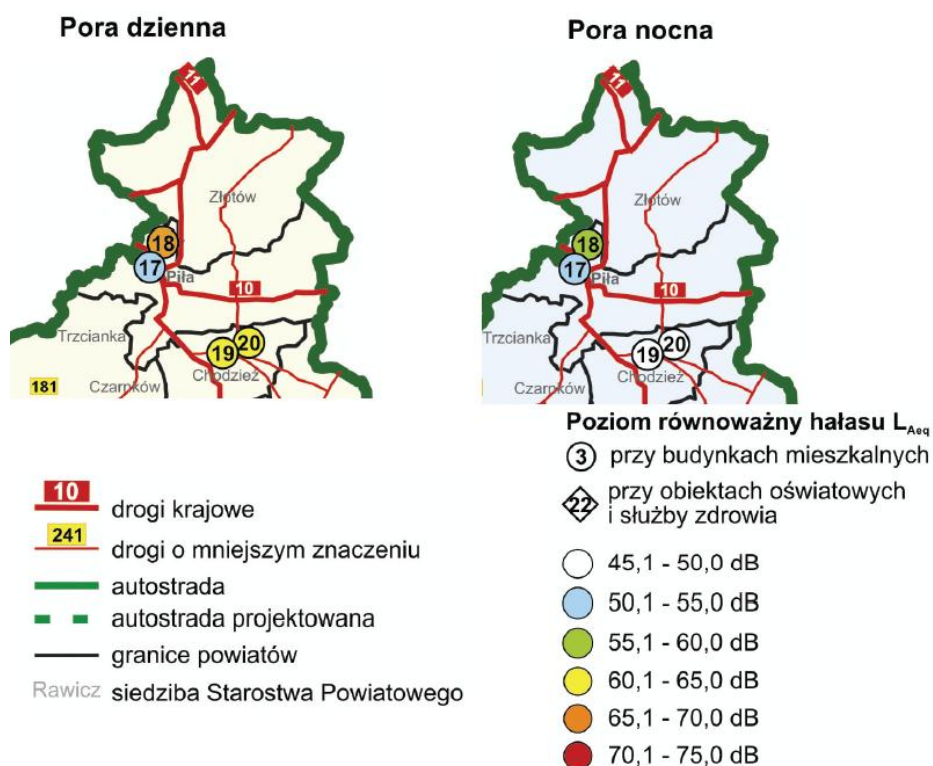 Pora dzienna
11
Złotów
18
17
Piła
10
Trzcianka
19
20
Chodzież
181
Czarnków
Pora nocna
11
Złotów
18
17
Piła
10
Trzcianka
20
19
Chodzież
Czarnków
10
drogi krajowe
241
drogi o mniejszym znaczeniu
autostrada
autostrada projektowana
granice powiatów
Rawicz siedziba Starostwa Powiatowego
Poziom równoważny hałasu LAeq
3 przy budynkach mieszkalnych
22 przy obiektach oświatowych
i służby zdrowia
45,1 - 50,0 dB
50,1 - 55,0 dB
55,1 - 60,0 dB
60,1 - 65,0 dB
65,1 - 70,0 dB
70,1 - 75,0 dB